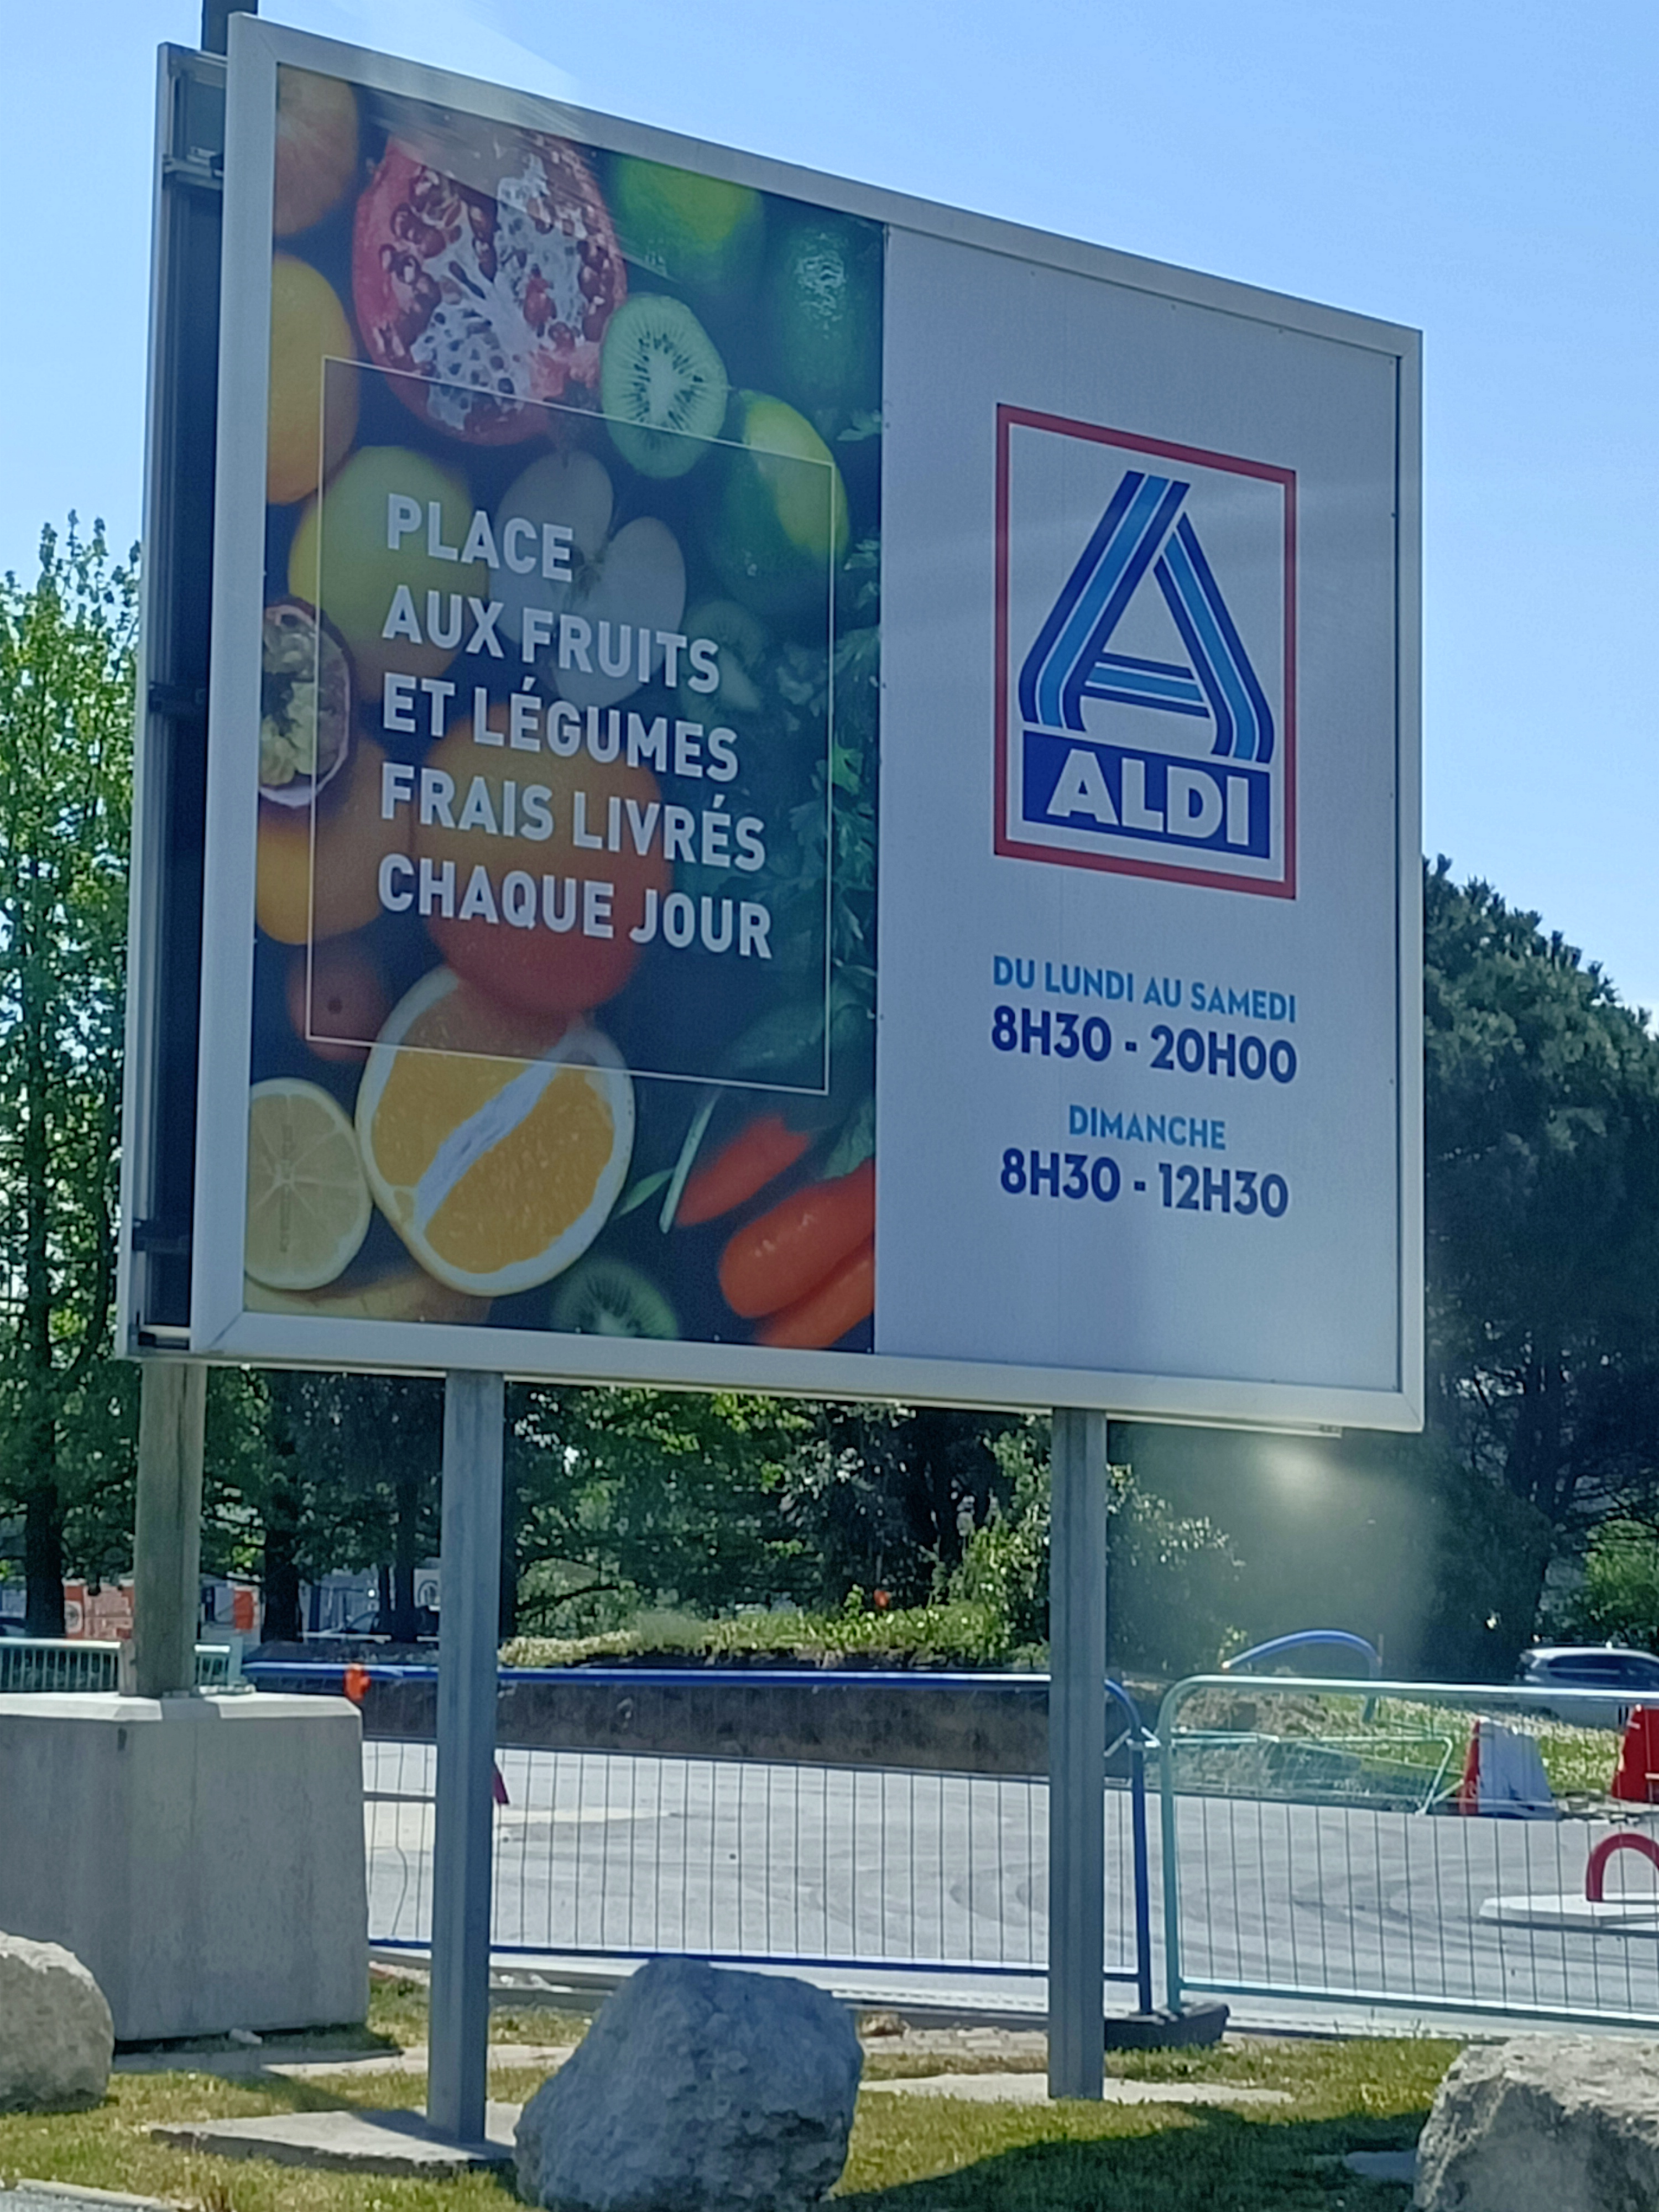 PLACE
AUX FRUITS
ET LÉGUMES
FRAIS LIVRÉS
CHAQUE JOUR
ALDI
DU LUNDI AU SAMEDI
8H30 - 20H00
DIMANCHE
8H30 - 12H30